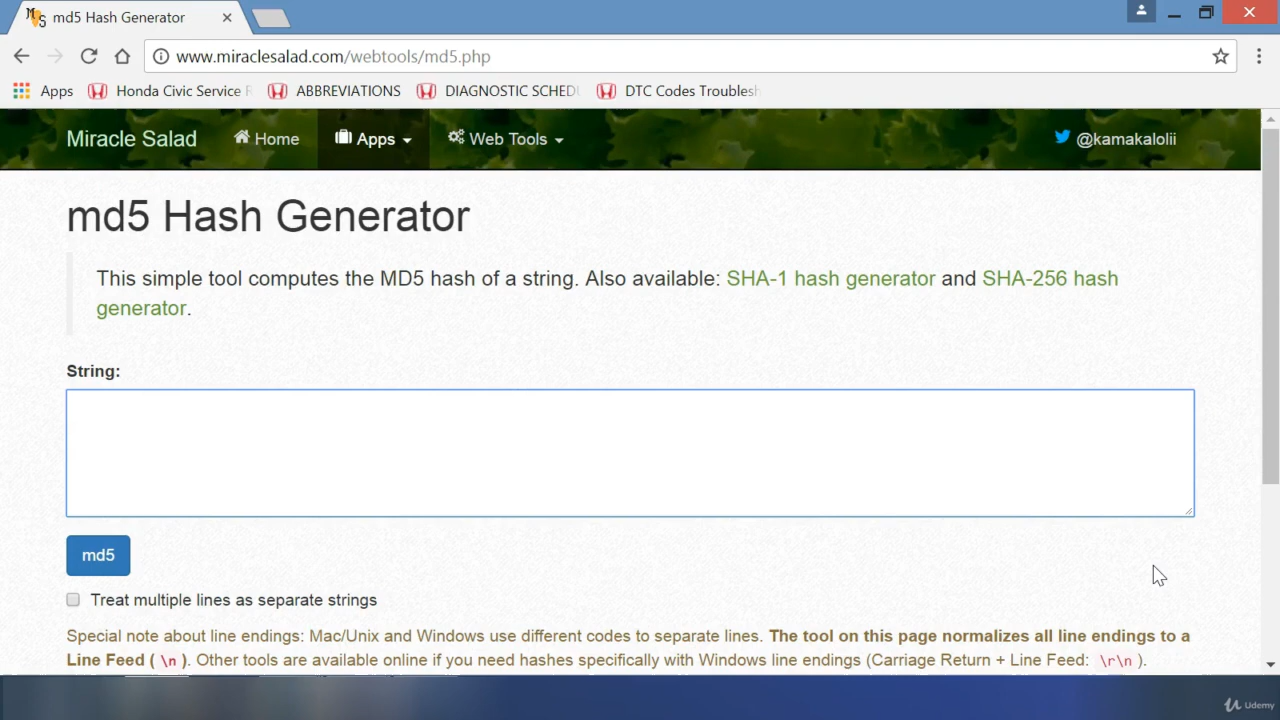 md5 Hash Generator
www.miraclesalad.com/webtools/md5.php
Apps Honda Civic Service R ABBREVIATIONS DIAGNOSTIC SCHEDU DTC Codes Troublesh
Miracle Salad Home Apps Web Tools @kamakalolii
md5 Hash Generator
This simple tool computes the MD5 hash of a string. Also available: SHA-1 hash generator and SHA-256 hash
generator.
String:
md5
Treat multiple lines as separate strings
Special note about line endings: Mac/Unix and Windows use different codes to separate lines. The tool on this page normalizes all line endings to a
Line Feed ( \n ). Other tools are available online if you need hashes specifically with Windows line endings (Carriage Return + Line Feed: \r\n ).
Udemy